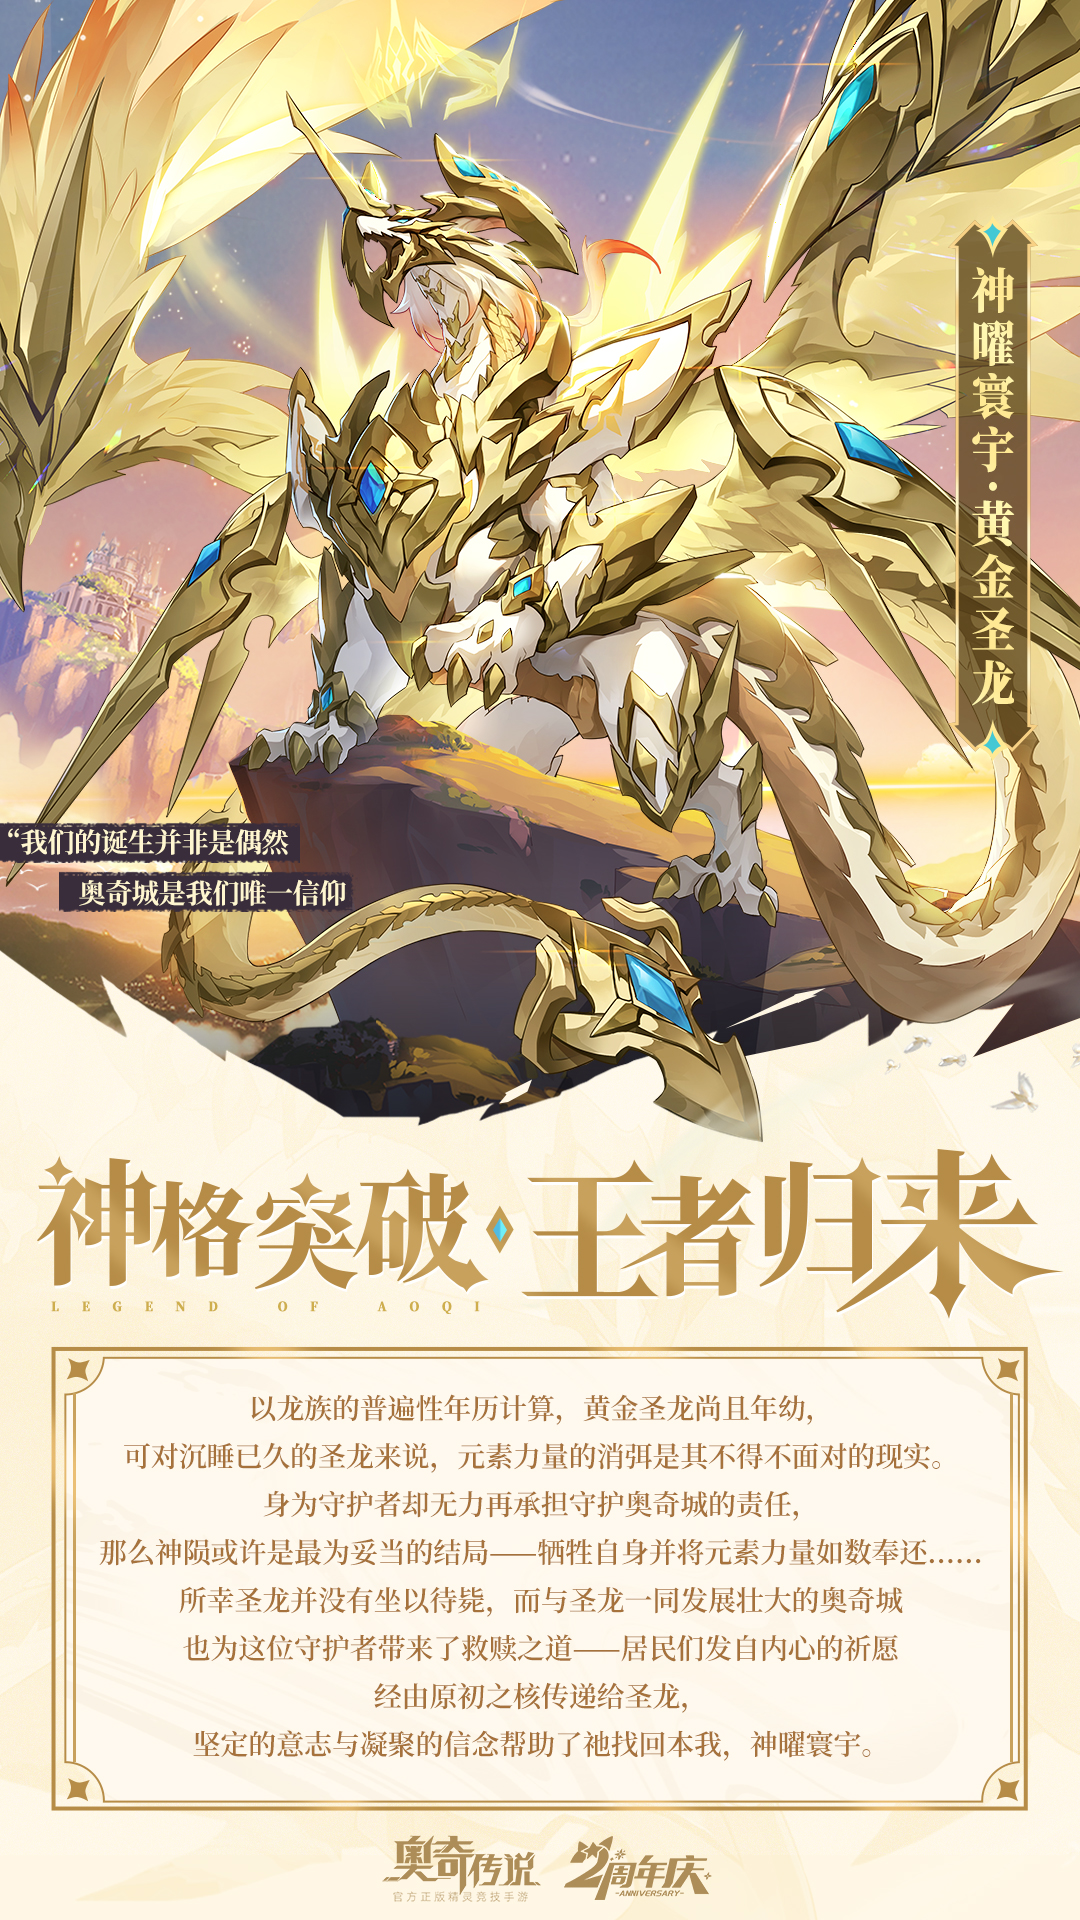 神曜寰宇·黄金圣龙
“我们的诞生并非是偶然
奥奇城是我们唯一信仰
神格突破·王者归来
LEGEND OF AOQI
以龙族的普遍性年历计算，黄金圣龙尚且年幼，
可对沉睡已久的圣龙来说，元素力量的消弭是其不得不面对的现实。
身为守护者却无力再承担守护奥奇城的责任，
那么神陨或许是最为妥当的结局——牺牲自身并将元素力量如数奉还……
所幸圣龙并没有坐以待毙，而与圣龙一同发展壮大的奥奇城
也为这位守护者带来了救赎之道——居民们发自内心的祈愿
经由原初之核传递给圣龙，
坚定的意志与凝聚的信念帮助了祂找回本我，神曜寰宇。
奥奇传说
官方正版精灵竞技手游
2周年庆
-ANNIVERSARY-